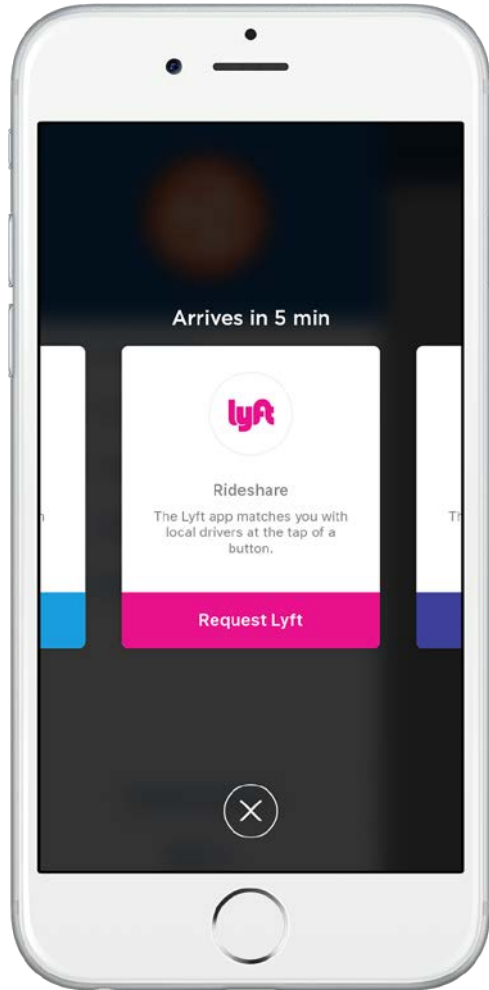 Arrives in 5 min
lyft
Rideshare
The Lyft app matches you with
local drivers at the tap of a
button.
Request Lyft